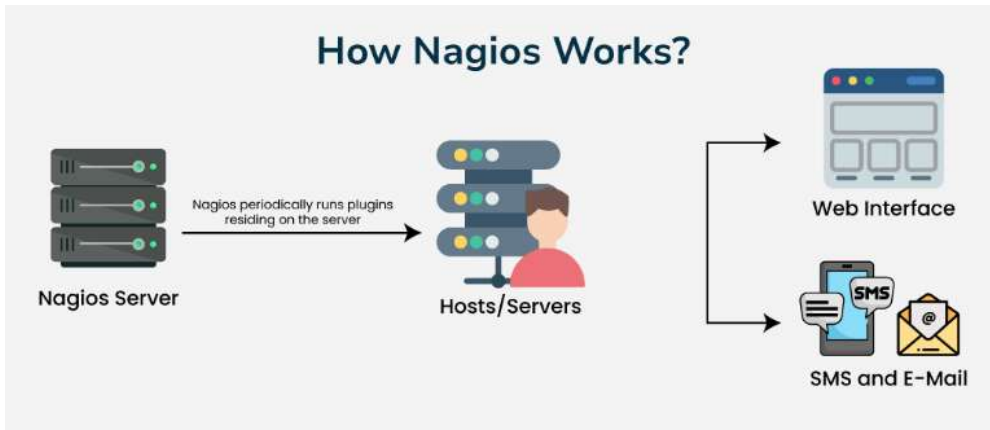 How Nagios Works?
Nagios periodically runs plugins
residing on the server
Nagios Server
Hosts/Servers
Web Interface
SMS
@
SMS and E-Mail